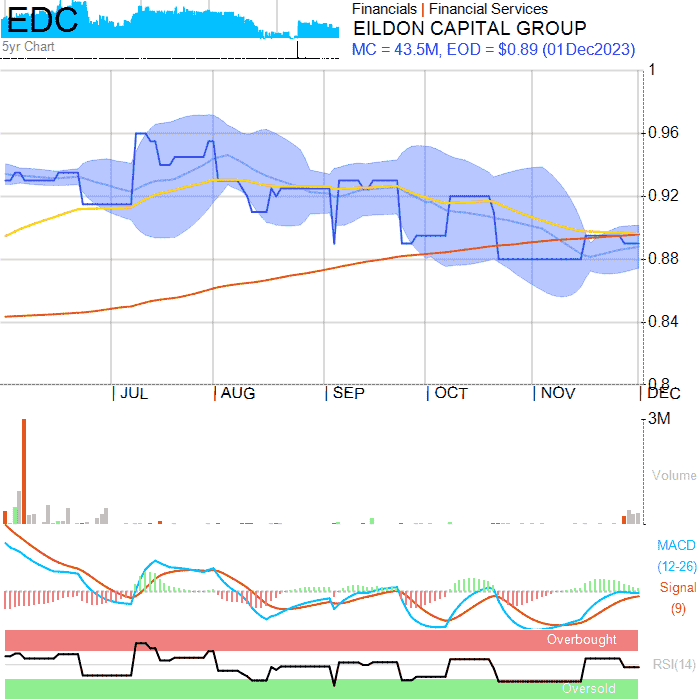 EDC
5yr Chart
Financials | Financial Services
EILDON CAPITAL GROUP
MC = 43.5M, EOD = $0.89 (01Dec2023)
1
0.96
0.92
0.88
0.84
0.8
| JUL | AUG | SEP | OCT | NOV | DEC
3M
Volume
MACD
(12-26)
Signal
(9)
Overbought
RSI(14)
Oversold